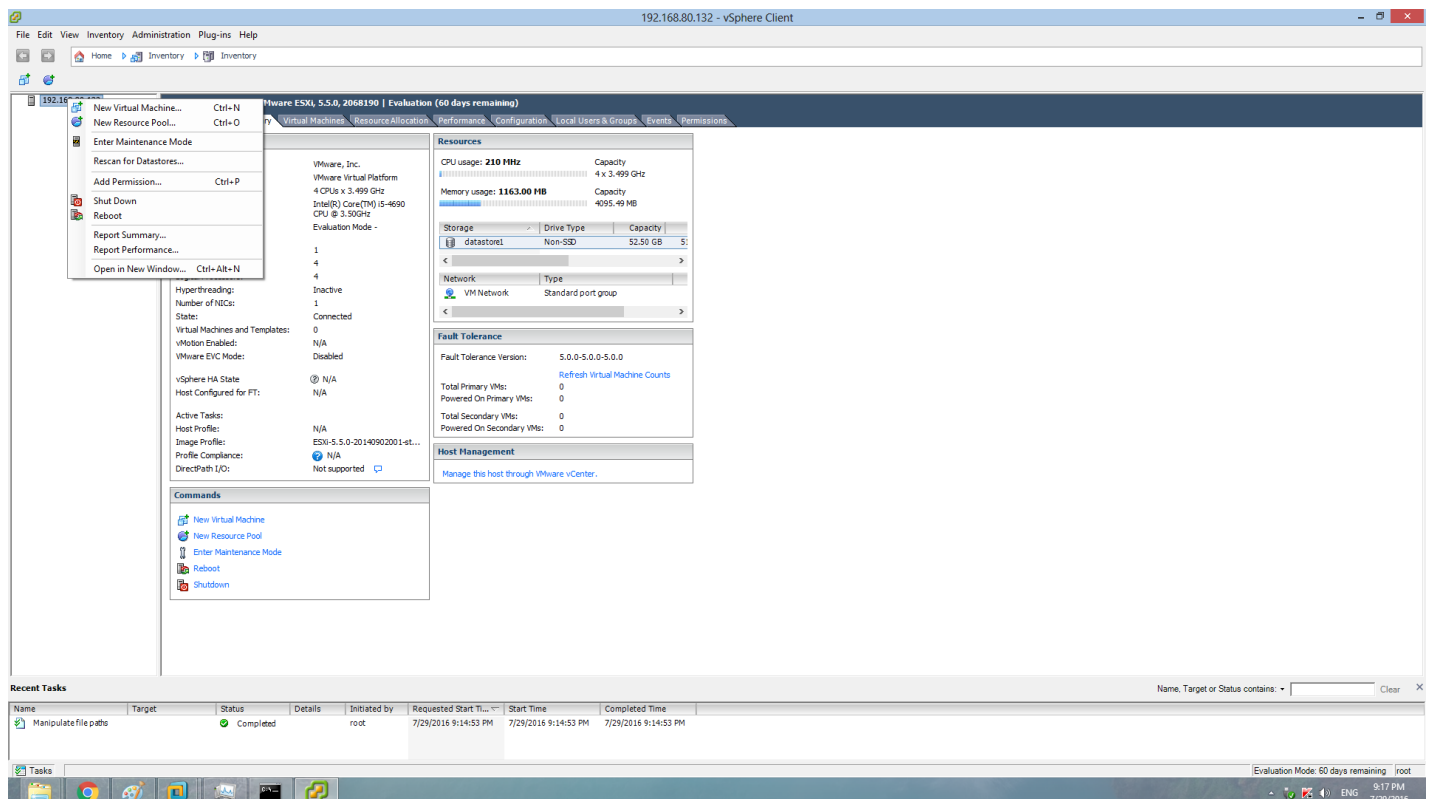 192.168.80.132 - vSphere Client
File Edit View Inventory Administration Plug-ins Help
Home Inventory Inventory
New Virtual Machine... Ctrl+N
New Resource Pool... Ctrl+O
Enter Maintenance Mode
Rescan for Datastores...
Add Permission... Ctrl+P
Shut Down
Reboot
Report Summary...
Report Performance...
Open in New Window... Ctrl+Alt+N
ESXi, 5.5.0, 2068190 | Evaluation (60 days remaining)
Virtual Machines Resource Allocation Performance Configuration Local Users & Groups Events Permissions
VMware, Inc.
VMware Virtual Platform
4 CPUs x 3.499 GHz
Intel(R) Core(TM) i5-4690
CPU @ 3.50GHz
Evaluation Mode -
1
4
4
Hyperthreading: Inactive
Number of NICs: 1
State: Connected
Virtual Machines and Templates: 0
vMotion Enabled: N/A
VMware EVC Mode: Disabled
vSphere HA State N/A
Host Configured for FT: N/A
Active Tasks:
Host Profile: N/A
Image Profile: ESXi-5.5.0-20140902001-st...
Profile Compliance: N/A
DirectPath I/O: Not supported
Commands
New Virtual Machine
New Resource Pool
Enter Maintenance Mode
Reboot
Shutdown
Resources
CPU usage: 210 MHz Capacity
4 x 3.499 GHz
Memory usage: 1163.00 MB Capacity
4095.49 MB
Storage Drive Type Capacity
datastore1 Non-SSD 52.50 GB
Network Type
VM Network Standard port group
Fault Tolerance
Fault Tolerance Version: 5.0.0-5.0.0-5.0.0
Refresh Virtual Machine Counts
Total Primary VMs: 0
Powered On Primary VMs: 0
Total Secondary VMs: 0
Powered On Secondary VMs: 0
Host Management
Manage this host through VMware vCenter.
Recent Tasks
Name, Target or Status contains: Clear
Name Target Status Details Initiated by Requested Start Ti... Start Time Completed Time
Manipulate file paths Completed root 7/29/2016 9:14:53 PM 7/29/2016 9:14:53 PM 7/29/2016 9:14:53 PM
Tasks
Evaluation Mode: 60 days remaining root
ENG
9:17 PM